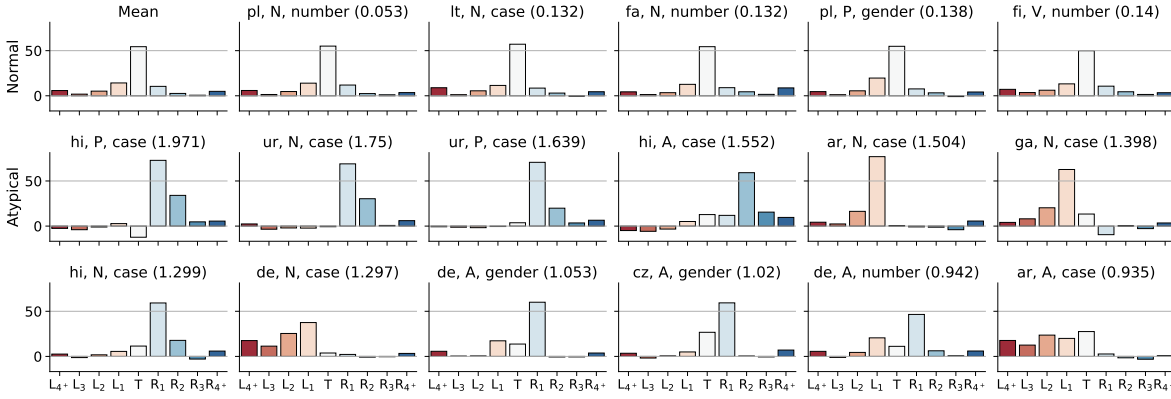 Mean pl, N, number (0.053) lt, N, case (0.132) fa, N, number (0.132) pl, P, gender (0.138) fi, V, number (0.14)
Normal
50
0
hi, P, case (1.971) ur, N, case (1.75) ur, P, case (1.639) hi, A, case (1.552) ar, N, case (1.504) ga, N, case (1.398)
Atypical
50
0
hi, N, case (1.299) de, N, case (1.297) de, A, gender (1.053) cz, A, gender (1.02) de, A, number (0.942) ar, A, case (0.935)
50
0
L₄⁺ L₃ L₂ L₁ T R₁ R₂ R₃ R₄⁺ L₄⁺ L₃ L₂ L₁ T R₁ R₂ R₃ R₄⁺ L₄⁺ L₃ L₂ L₁ T R₁ R₂ R₃ R₄⁺ L₄⁺ L₃ L₂ L₁ T R₁ R₂ R₃ R₄⁺ L₄⁺ L₃ L₂ L₁ T R₁ R₂ R₃ R₄⁺ L₄⁺ L₃ L₂ L₁ T R₁ R₂ R₃ R₄⁺